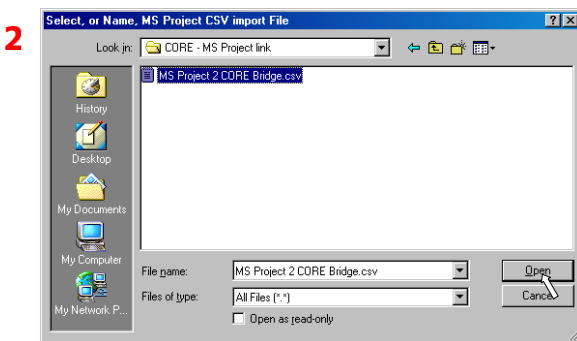 2
Select, or Name, MS Project CSV import File
Look in: CORE - MS Project link
MS Project 2 CORE Bridge.csv
History
Desktop
My Documents
My Computer
My Network P...
File name: MS Project 2 CORE Bridge.csv Open
Files of type: All Files (*.*) Cancel
Open as read-only